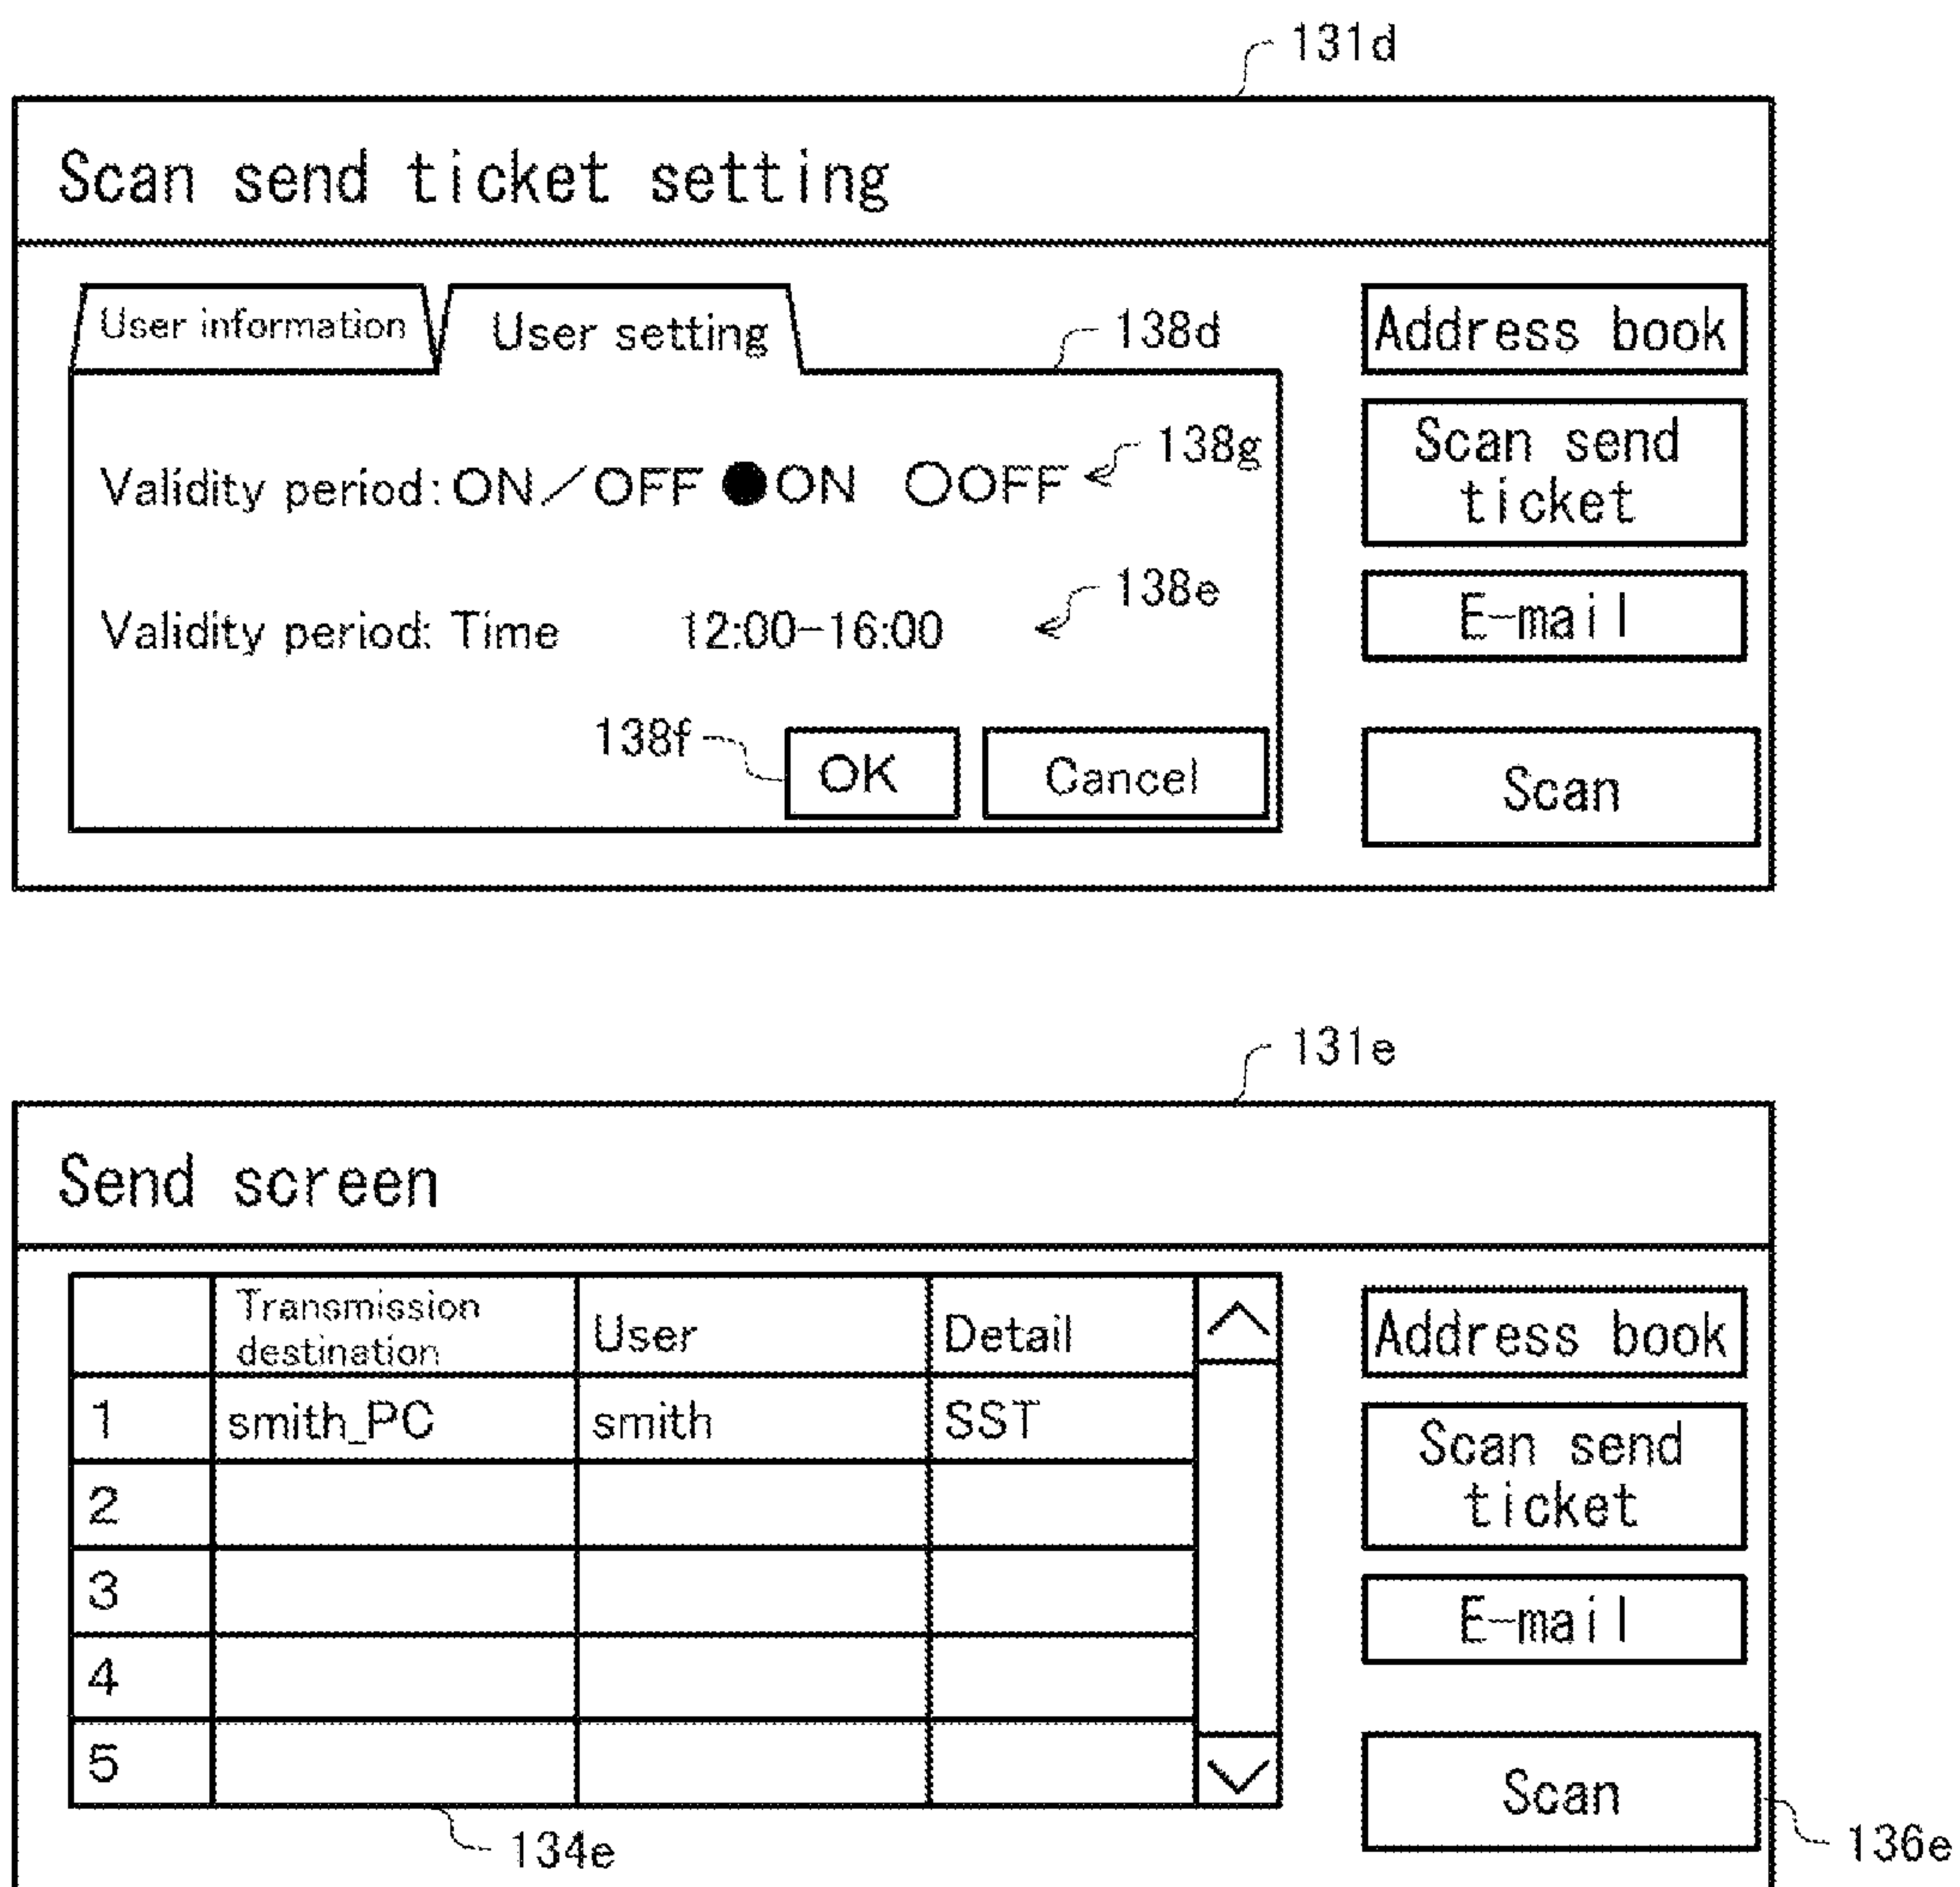 131d
Scan send ticket setting
User information
User setting
138d
Address book
Validity period: ON/OFF ●ON ○OFF
138g
Scan send
ticket
Validity period: Time 12:00-16:00
138e
E-mail
138f
OK
Cancel
Scan
131e
Send screen
Transmission
destination
User
Detail
Address book
1 smith_PC smith SST
Scan send
ticket
2
3
E-mail
4
5
Scan
134e
136e